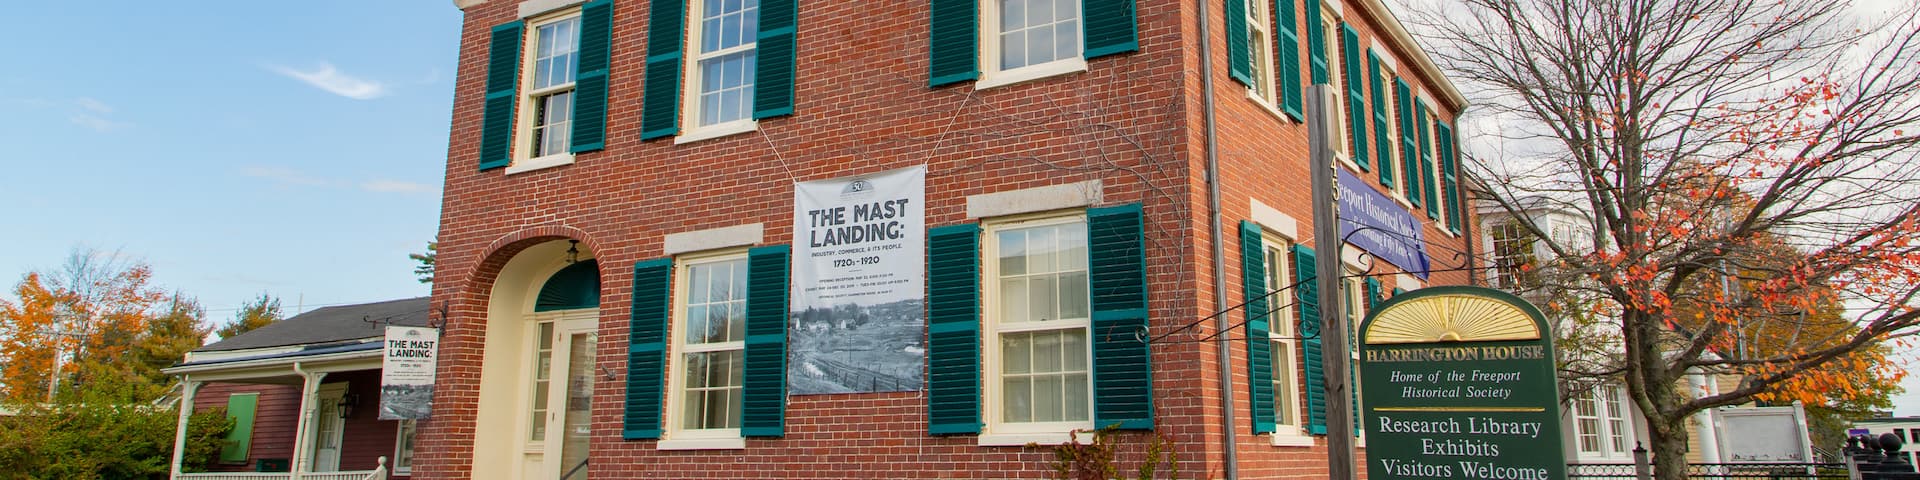 THE MAST
LANDING:
50
THE MAST
LANDING:
INDUSTRY, COMMERCE, & ITS PEOPLE.
1720s-1920
45
Freeport Historical Society
HARRINGTON HOUSE
Home of the Freeport
Historical Society
Research Library
Exhibits
Visitors Welcome